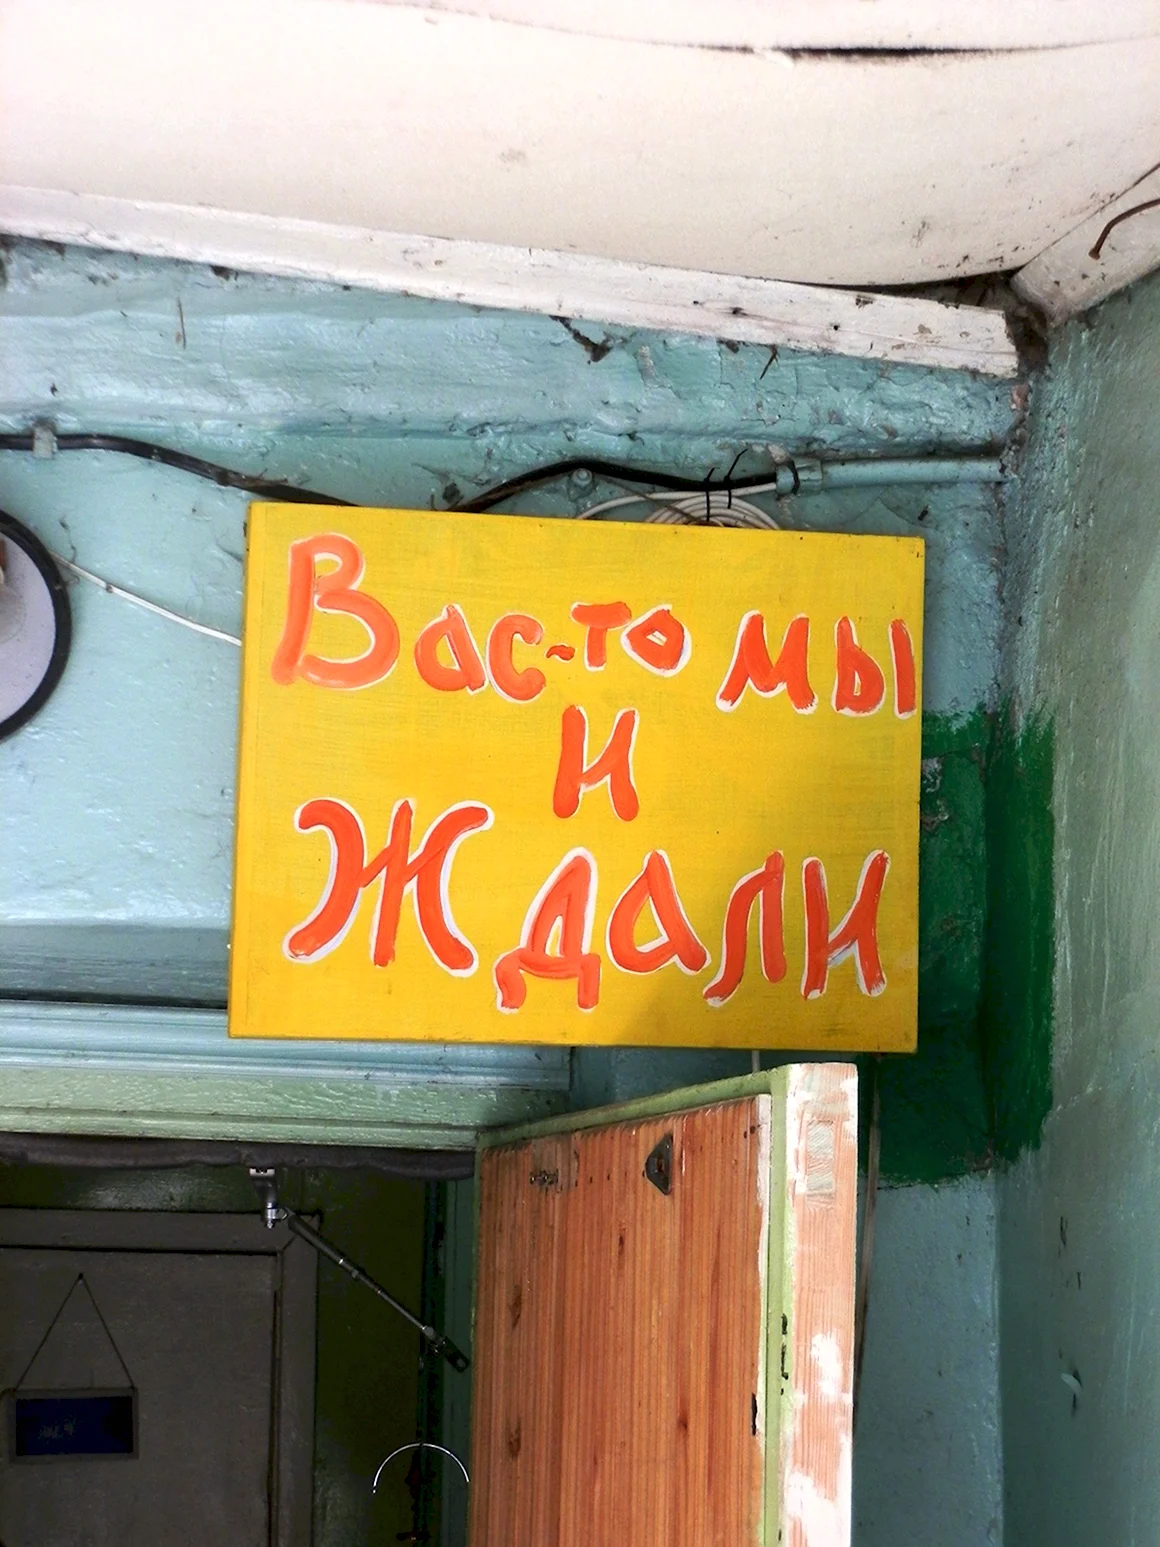 Вас-то мы
и
Ждали